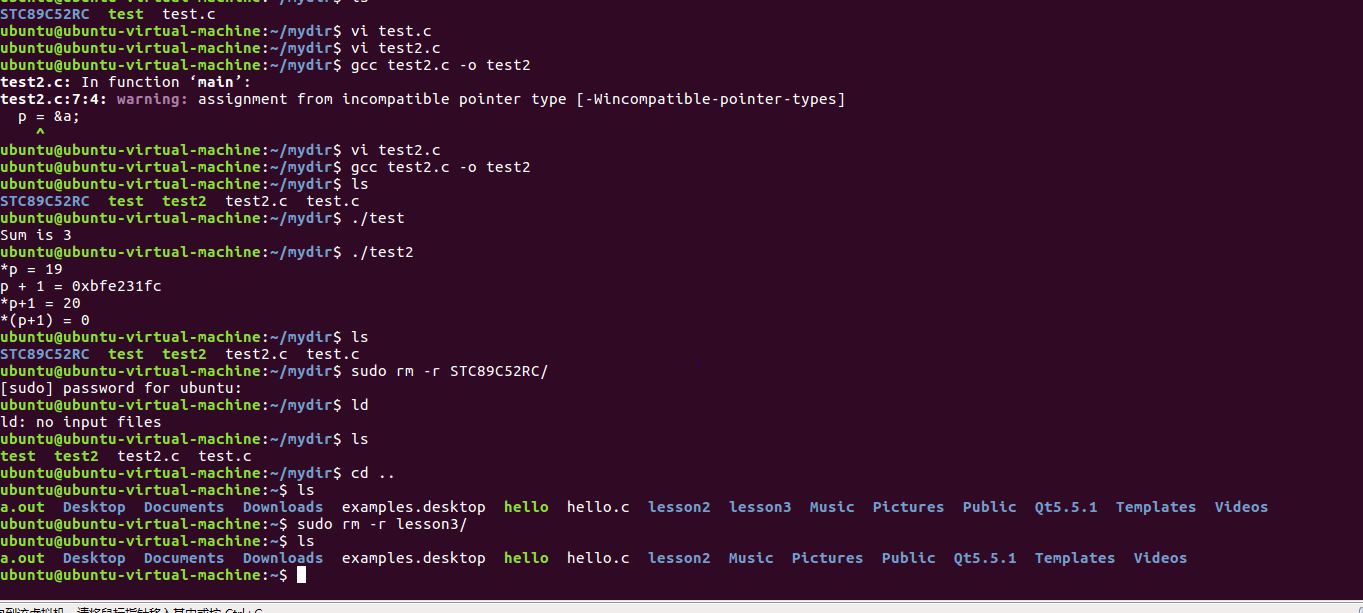 STC89C52RC  test  test.c
ubuntu@ubuntu-virtual-machine:~/mydir$ vi test.c
ubuntu@ubuntu-virtual-machine:~/mydir$ vi test2.c
ubuntu@ubuntu-virtual-machine:~/mydir$ gcc test2.c -o test2
test2.c: In function ‘main’:
test2.c:7:4: warning: assignment from incompatible pointer type [-Wincompatible-pointer-types]
  p = &a;
    ^
ubuntu@ubuntu-virtual-machine:~/mydir$ vi test2.c
ubuntu@ubuntu-virtual-machine:~/mydir$ gcc test2.c -o test2
ubuntu@ubuntu-virtual-machine:~/mydir$ ls
STC89C52RC  test  test2  test2.c  test.c
ubuntu@ubuntu-virtual-machine:~/mydir$ ./test
Sum is 3
ubuntu@ubuntu-virtual-machine:~/mydir$ ./test2
*p = 19
p + 1 = 0xbfe231fc
*p+1 = 20
*(p+1) = 0
ubuntu@ubuntu-virtual-machine:~/mydir$ ls
STC89C52RC  test  test2  test2.c  test.c
ubuntu@ubuntu-virtual-machine:~/mydir$ sudo rm -r STC89C52RC/
[sudo] password for ubuntu:
ubuntu@ubuntu-virtual-machine:~/mydir$ ld
ld: no input files
ubuntu@ubuntu-virtual-machine:~/mydir$ ls
test  test2  test2.c  test.c
ubuntu@ubuntu-virtual-machine:~/mydir$ cd ..
ubuntu@ubuntu-virtual-machine:~$ ls
a.out  Desktop  Documents  Downloads  examples.desktop  hello  hello.c  lesson2  lesson3  Music  Pictures  Public  Qt5.5.1  Templates  Videos
ubuntu@ubuntu-virtual-machine:~$ sudo rm -r lesson3/
ubuntu@ubuntu-virtual-machine:~$ ls
a.out  Desktop  Documents  Downloads  examples.desktop  hello  hello.c  lesson2  Music  Pictures  Public  Qt5.5.1  Templates  Videos
ubuntu@ubuntu-virtual-machine:~$